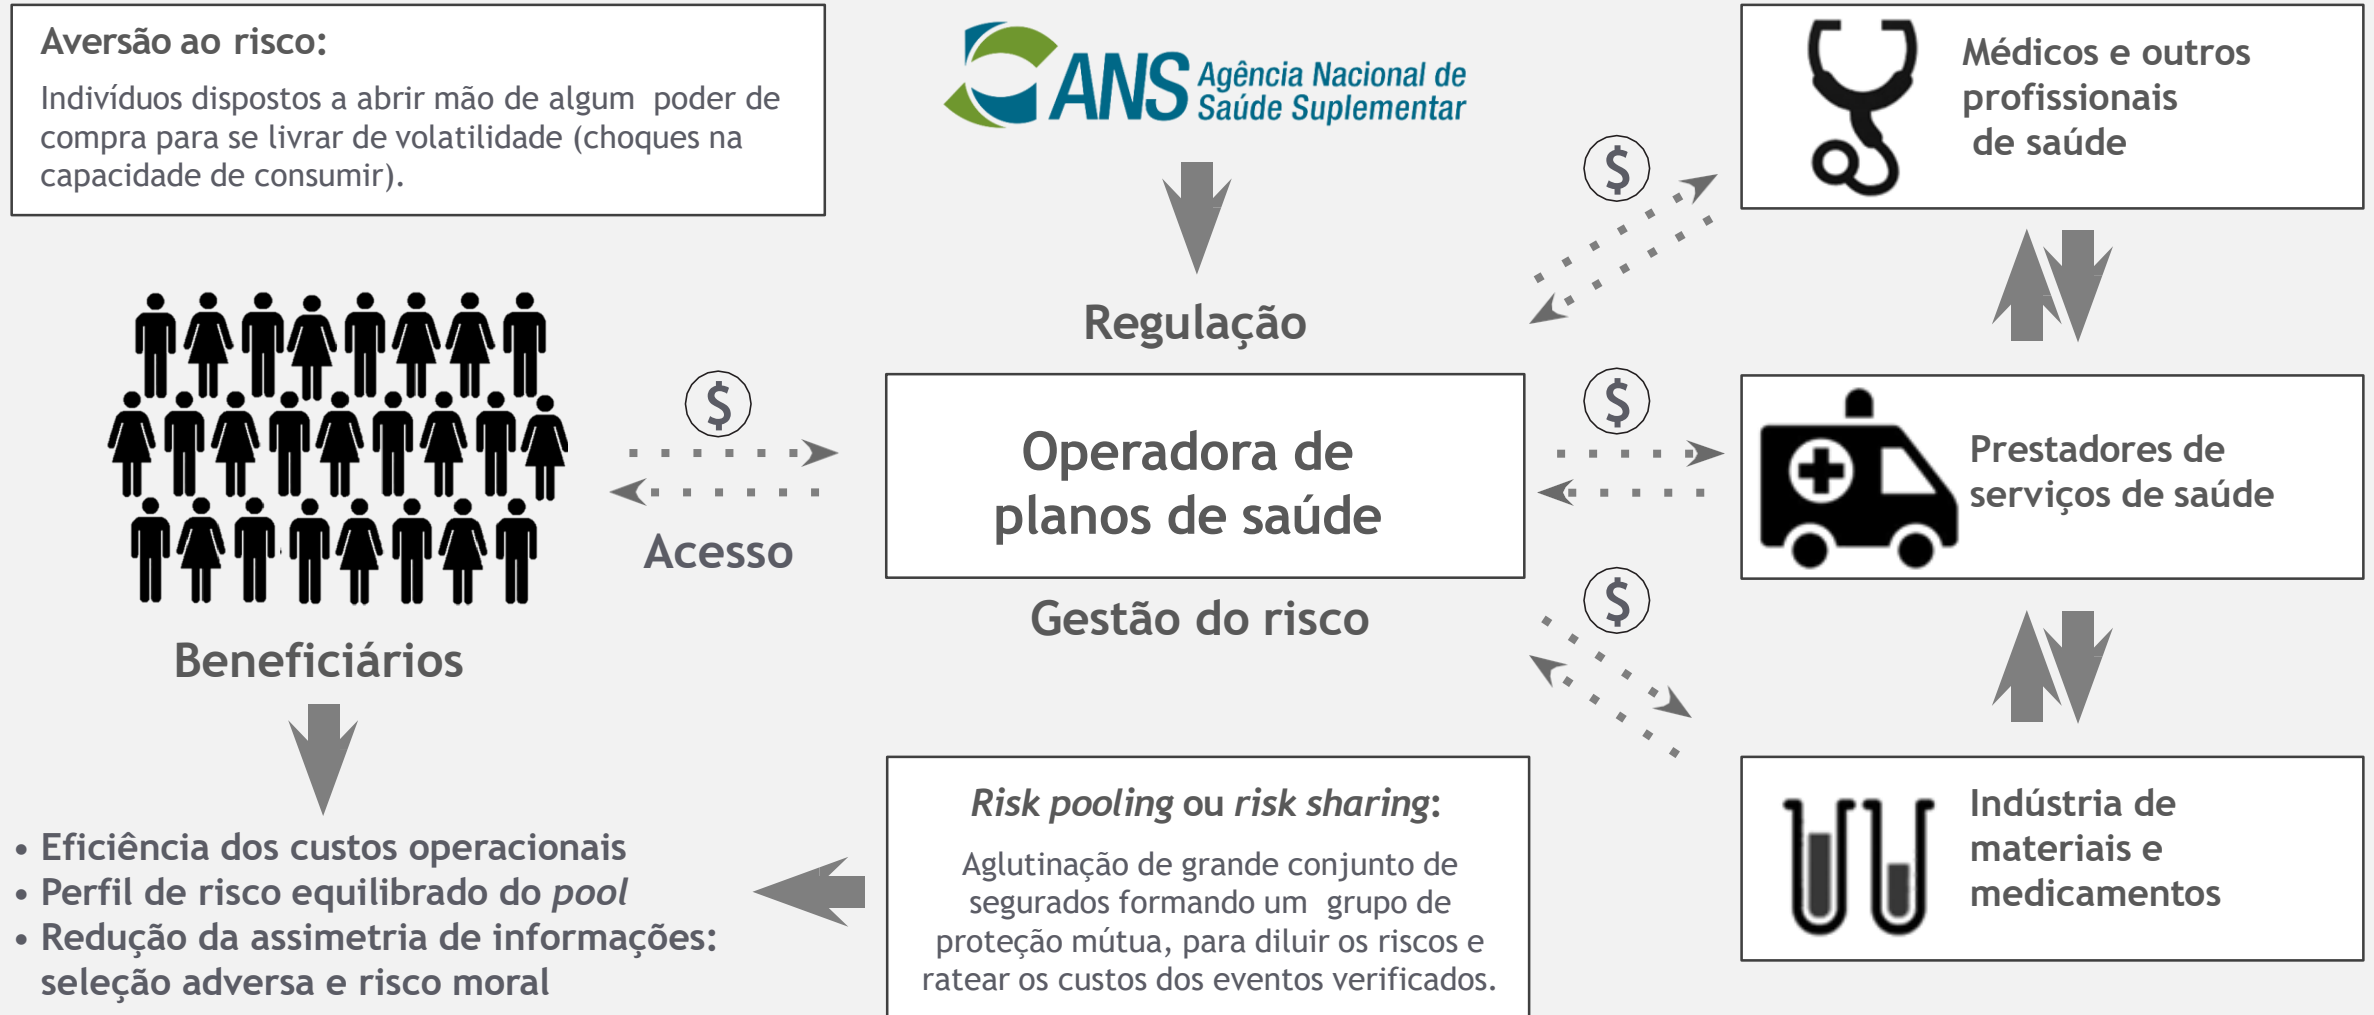 Aversão ao risco:
Indivíduos dispostos a abrir mão de algum poder de
compra para se livrar de volatilidade (choques na
capacidade de consumir).
ANS Agência Nacional de
Saúde Suplementar
Médicos e outros
profissionais
de saúde
$
Regulação
$
Operadora de
planos de saúde
$
Prestadores de
serviços de saúde
Acesso
Gestão do risco
$
Beneficiários
• Eficiência dos custos operacionais
• Perfil de risco equilibrado do pool
• Redução da assimetria de informações:
seleção adversa e risco moral
Risk pooling ou risk sharing:
Aglutinação de grande conjunto de
segurados formando um grupo de
proteção mútua, para diluir os riscos e
ratear os custos dos eventos verificados.
Indústria de
materiais e
medicamentos